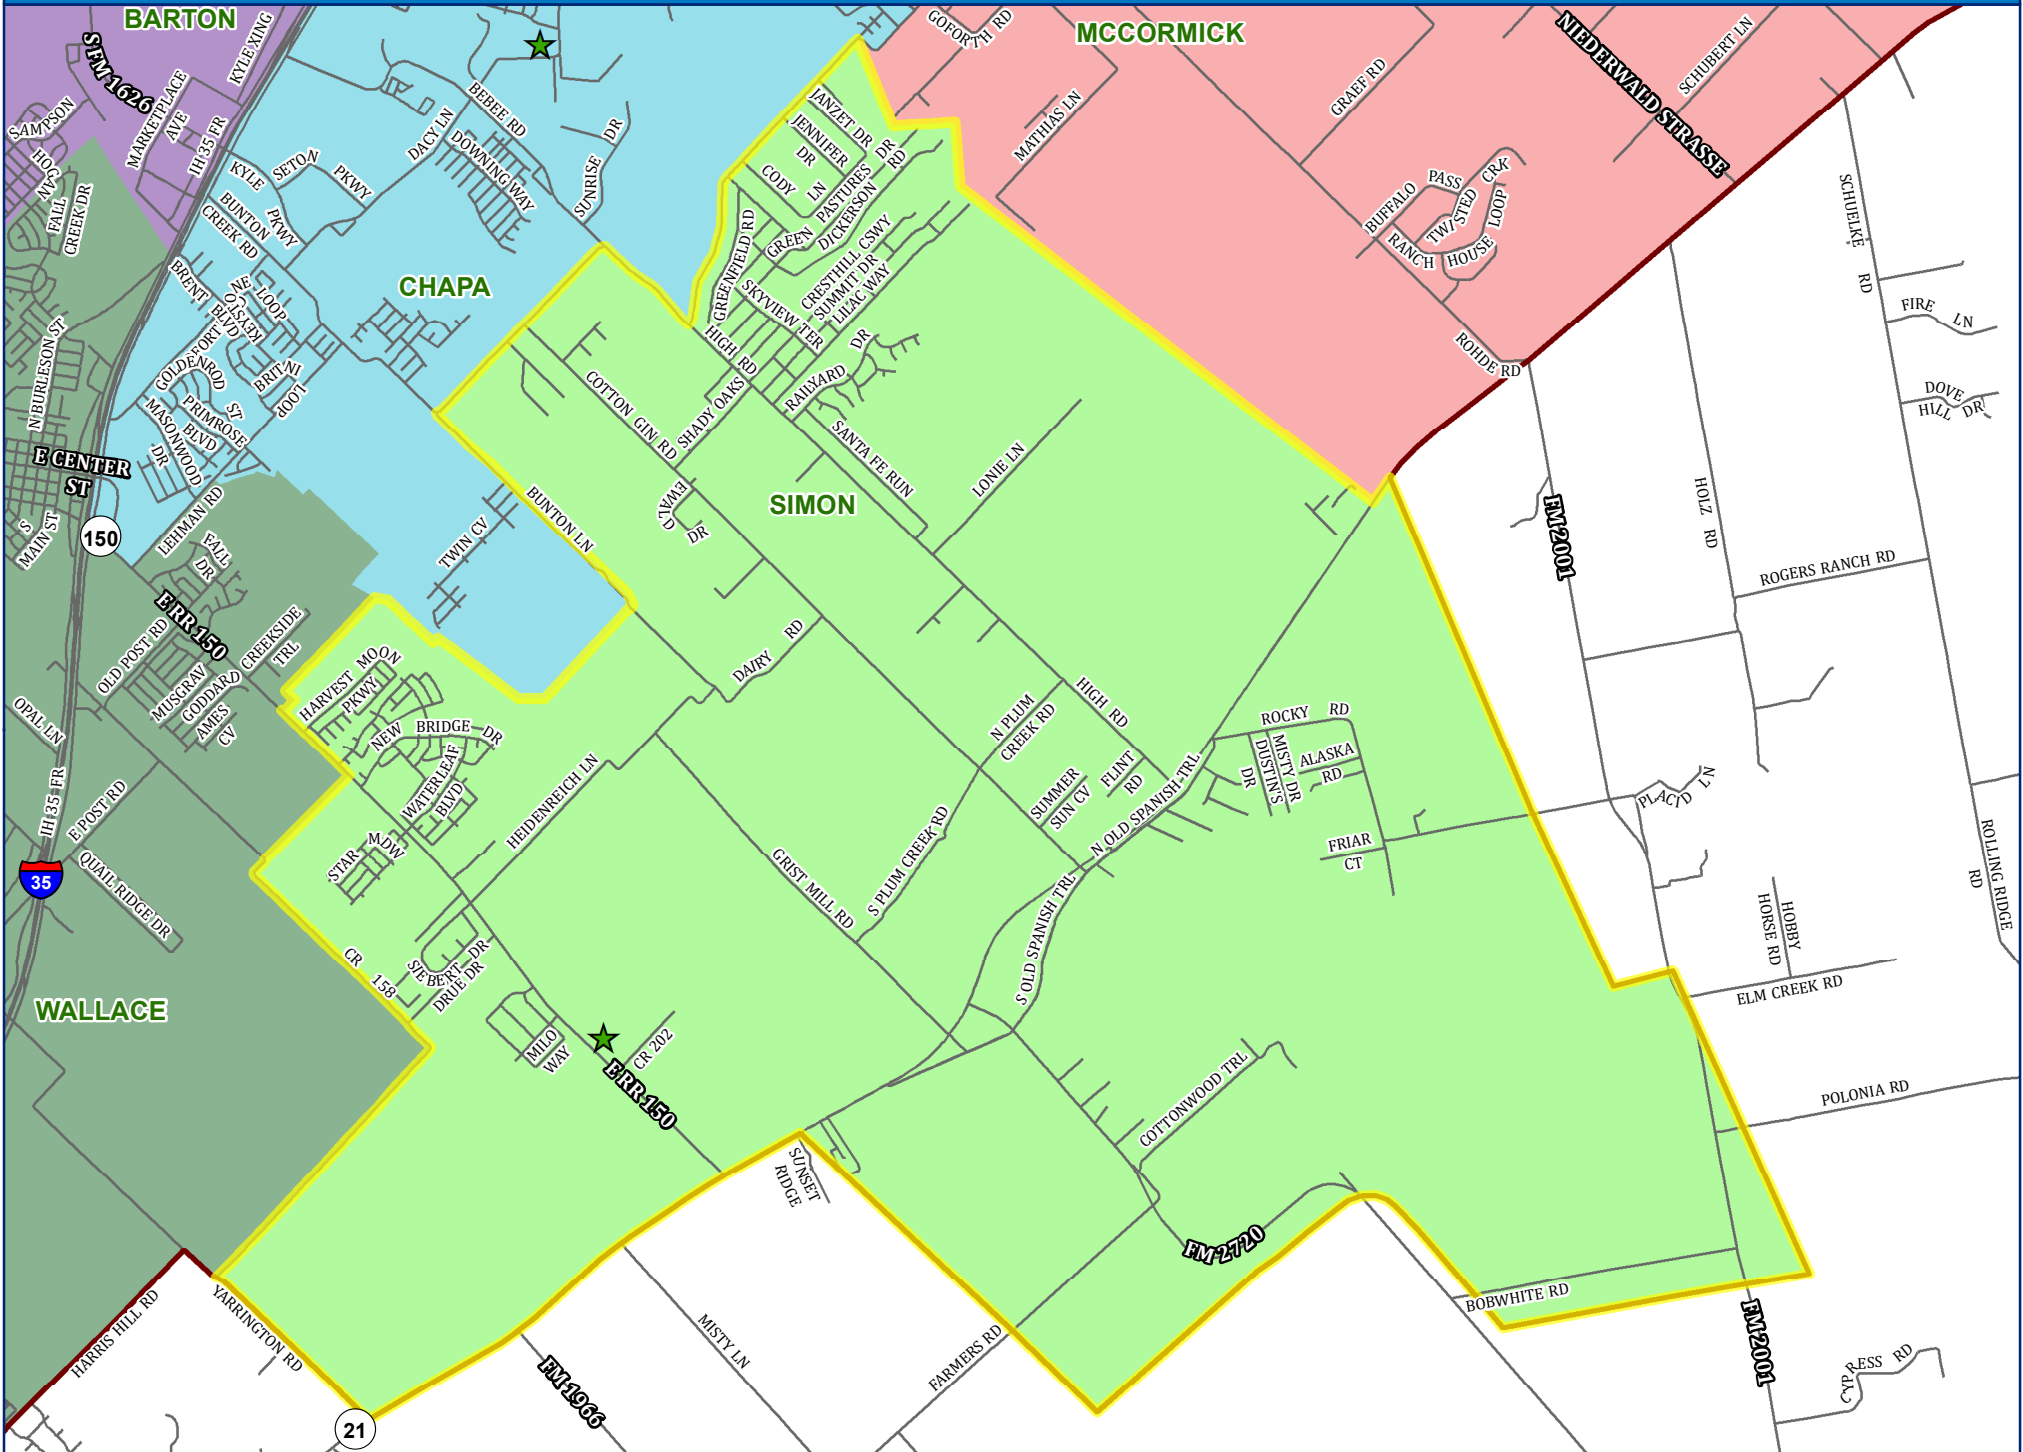 BARTON
MCCORMICK
CHAPA
SIMON
WALLACE
S FM 1626
KYLE XING
MARKETPLACE
AVE
SAMPSON
HOGAN
FALL
CREEK DR
IH 35 FR
KYLE
SETON
PKWY
BUNTON
CREEK RD
PKWY
DACY LN
BEBEE RD
DOWNING WAY
SUNRISE DR
GOFORTH RD
MATHIAS LN
GRAEF RD
NIEDERWALD STRASSE
SCHUBERT LN
JANZET DR
JENNIFER
DR
CODY
LN
GREEN PASTURES DR
DICKERSON RD
GREENFIELD RD
CRESTHILL CSWY
SUMMIT DR
LILAC WAY
SKYVIEW TER
HIGH RD
BUFFALO
PASS
TWISTED CRK
RANCH HOUSE LOOP
SCHUELKE RD
FIRE LN
DOVE
HILL DR
ROHDE RD
BRENT
BLVD
LOOP
GOLDENROD
ST
BRITNI
LOOP
PRIMROSE
BLVD
MASONWOOD
DR
N BURLESON ST
E CENTER
ST
S
MAIN ST
150
LEHMAN RD
FALL
DR
E RR 150
OLD POST RD
MUSGRAV
GODDARD
AMES
CV
CREEKSIDE
TRL
OPAL LN
COTTON GIN RD
SHADY OAKS
RAILYARD DR
SANTA FE RUN
LONIE LN
EWALD
DR
BUNTON LN
TWIN CV
FM 2001
HOLZ RD
ROGERS RANCH RD
DAIRY RD
HARVEST MOON
PKWY
NEW BRIDGE DR
WATERLEAF
BLVD
HEIDENREICH LN
STAR MDW
N PLUM
CREEK RD
HIGH RD
ROCKY RD
MISTY DR
DUSTIN'S
DR
ALASKA
RD
FLINT
RD
SUMMER
SUN CV
N OLD SPANISH TRL
S PLUM CREEK RD
GRIST MILL RD
FRIAR
CT
PLACID LN
ROLLING RIDGE
RD
IH 35 FR
E POST RD
35
QUAIL RIDGE DR
CR 158
SIEBERT DR
DRUE DR
S OLD SPANISH TRL
HOBBY
HORSE RD
ELM CREEK RD
MILO
WAY
CR 202
E RR 150
COTTONWOOD TRL
POLONIA RD
SUNSET
RIDGE
FM 2720
BOBWHITE RD
HARRIS HILL RD
YARRINGTON RD
21
FM 1966
MISTY LN
FARMERS RD
FM 2001
CYPRESS RD